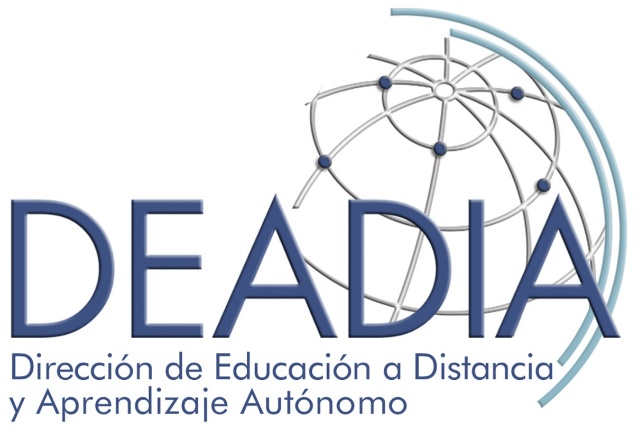 DEADIA
Dirección de Educación a Distancia
y Aprendizaje Autónomo